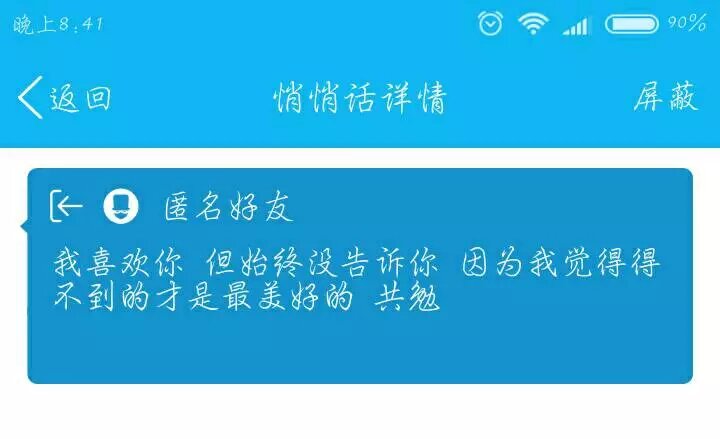 晚上8:41
90%
返回
悄悄话详情
屏蔽
匿名好友
我喜欢你 但始终没告诉你 因为我觉得得
不到的才是最美好的 共勉